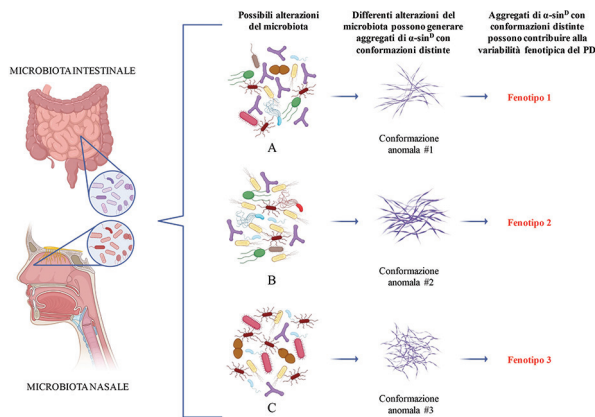 Possibili alterazioni
del microbiota
Differenti alterazioni del
microbiota possono generare
aggregati di α-sinᴰ con
conformazioni distinte
Aggregati di α-sinᴰ con
conformazioni distinte
possono contribuire alla
variabilità fenotipica del PD
MICROBIOTA INTESTINALE
MICROBIOTA NASALE
A
Conformazione
anomala #1
Fenotipo 1
B
Conformazione
anomala #2
Fenotipo 2
C
Conformazione
anomala #3
Fenotipo 3